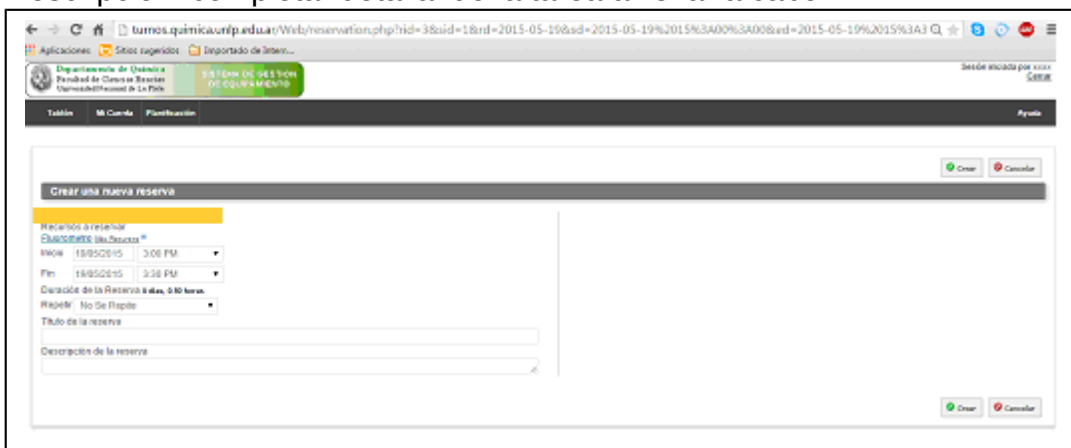 turnos.quimica.unlp.edu.ar/Web/reservation.php?rid=3&sid=1&rd=2015-05-19&sd=2015-05-19%2015%3A00%3A00&ed=2015-05-19%2015%3A3
Aplicaciones Sitios sugeridos Importado de Intern...
Departamento de Química
Facultad de Ciencias Exactas
Universidad Nacional de La Plata
SISTEMA DE GESTION
DE EQUIPAMIENTO
Sesión iniciada por xxxx
Cerrar
Tablón Mi Cuenta Planificación Ayuda
Crear Cancelar
Crear una nueva reserva
Recursos a reservar
Fluorometro Más Recursos
Inicio 19/05/2015 3:00 PM
Fin 19/05/2015 3:30 PM
Duración de la Reserva 0 días, 0.50 horas
Repetir No Se Repite
Título de la reserva
Descripción de la reserva
Crear Cancelar